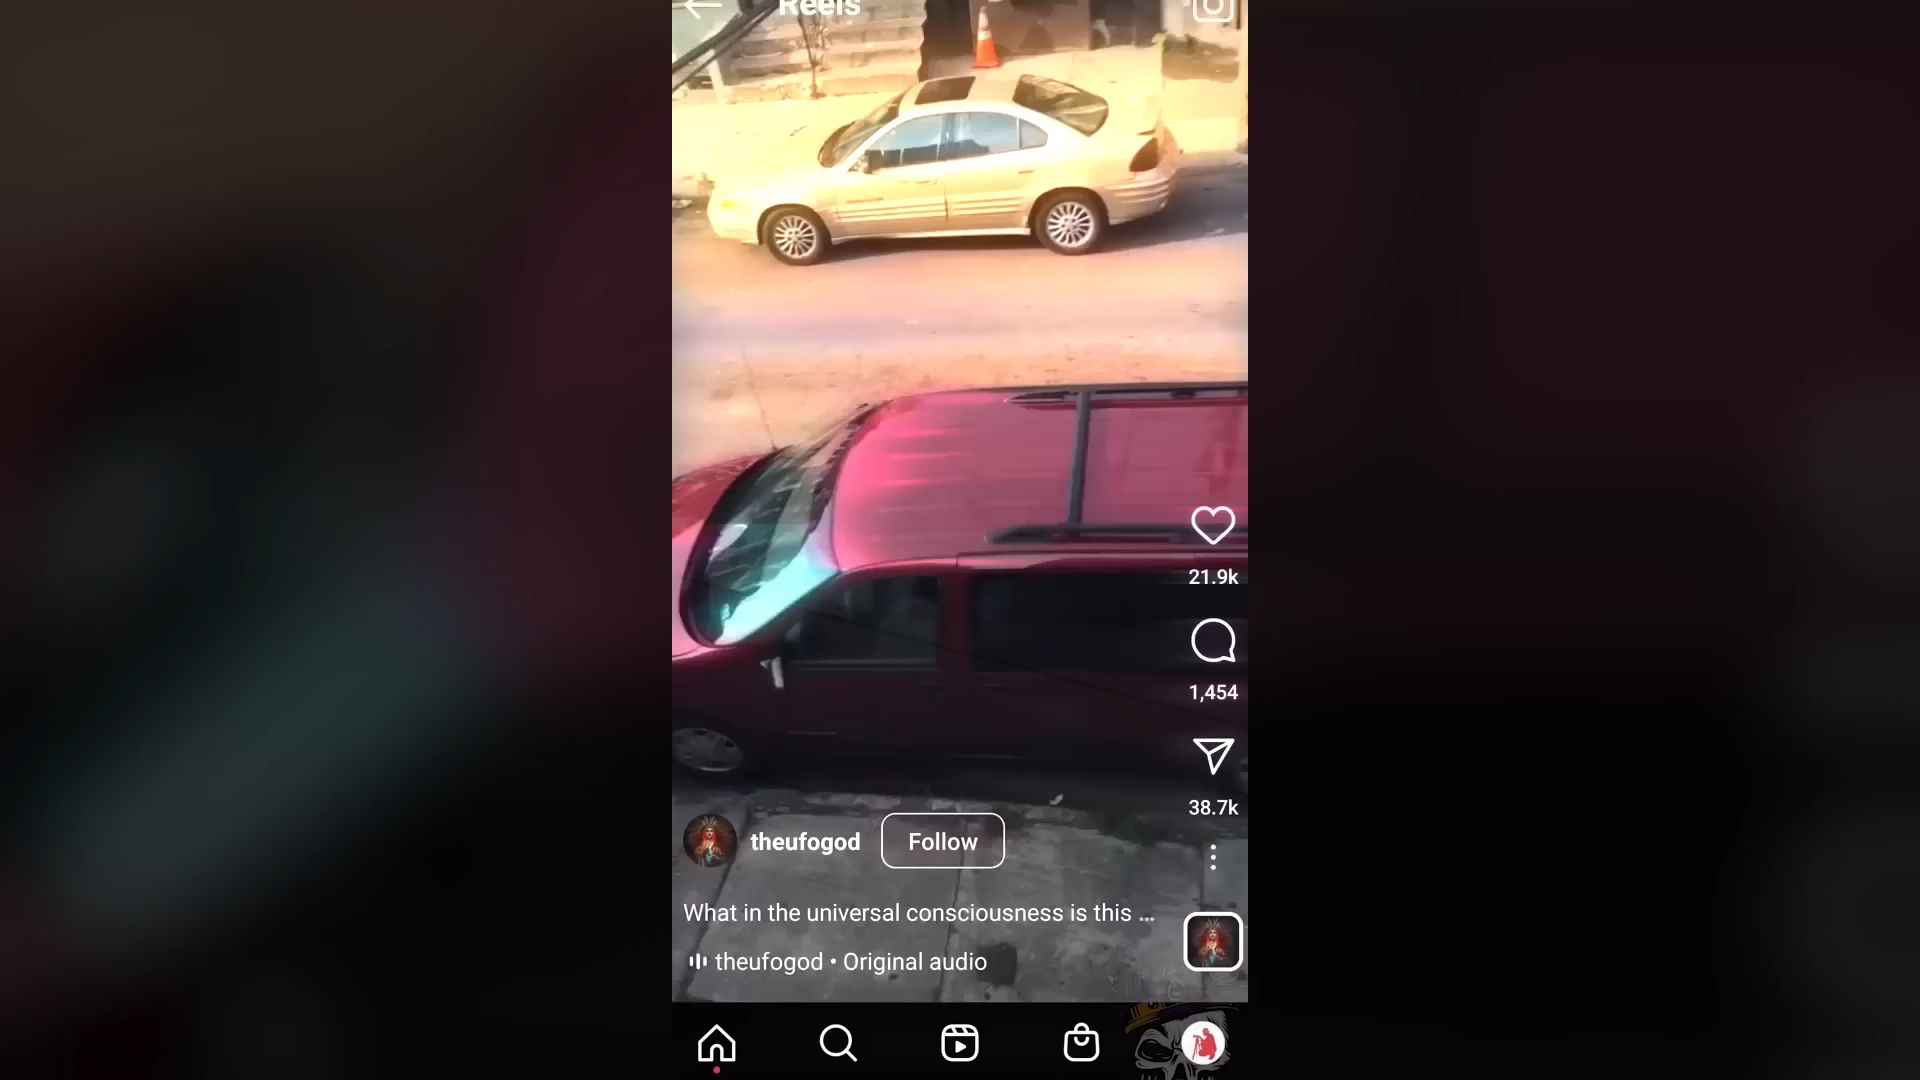 Reels
21.9k
1,454
38.7k
theufogod Follow
What in the universal consciousness is this ...
theufogod • Original audio